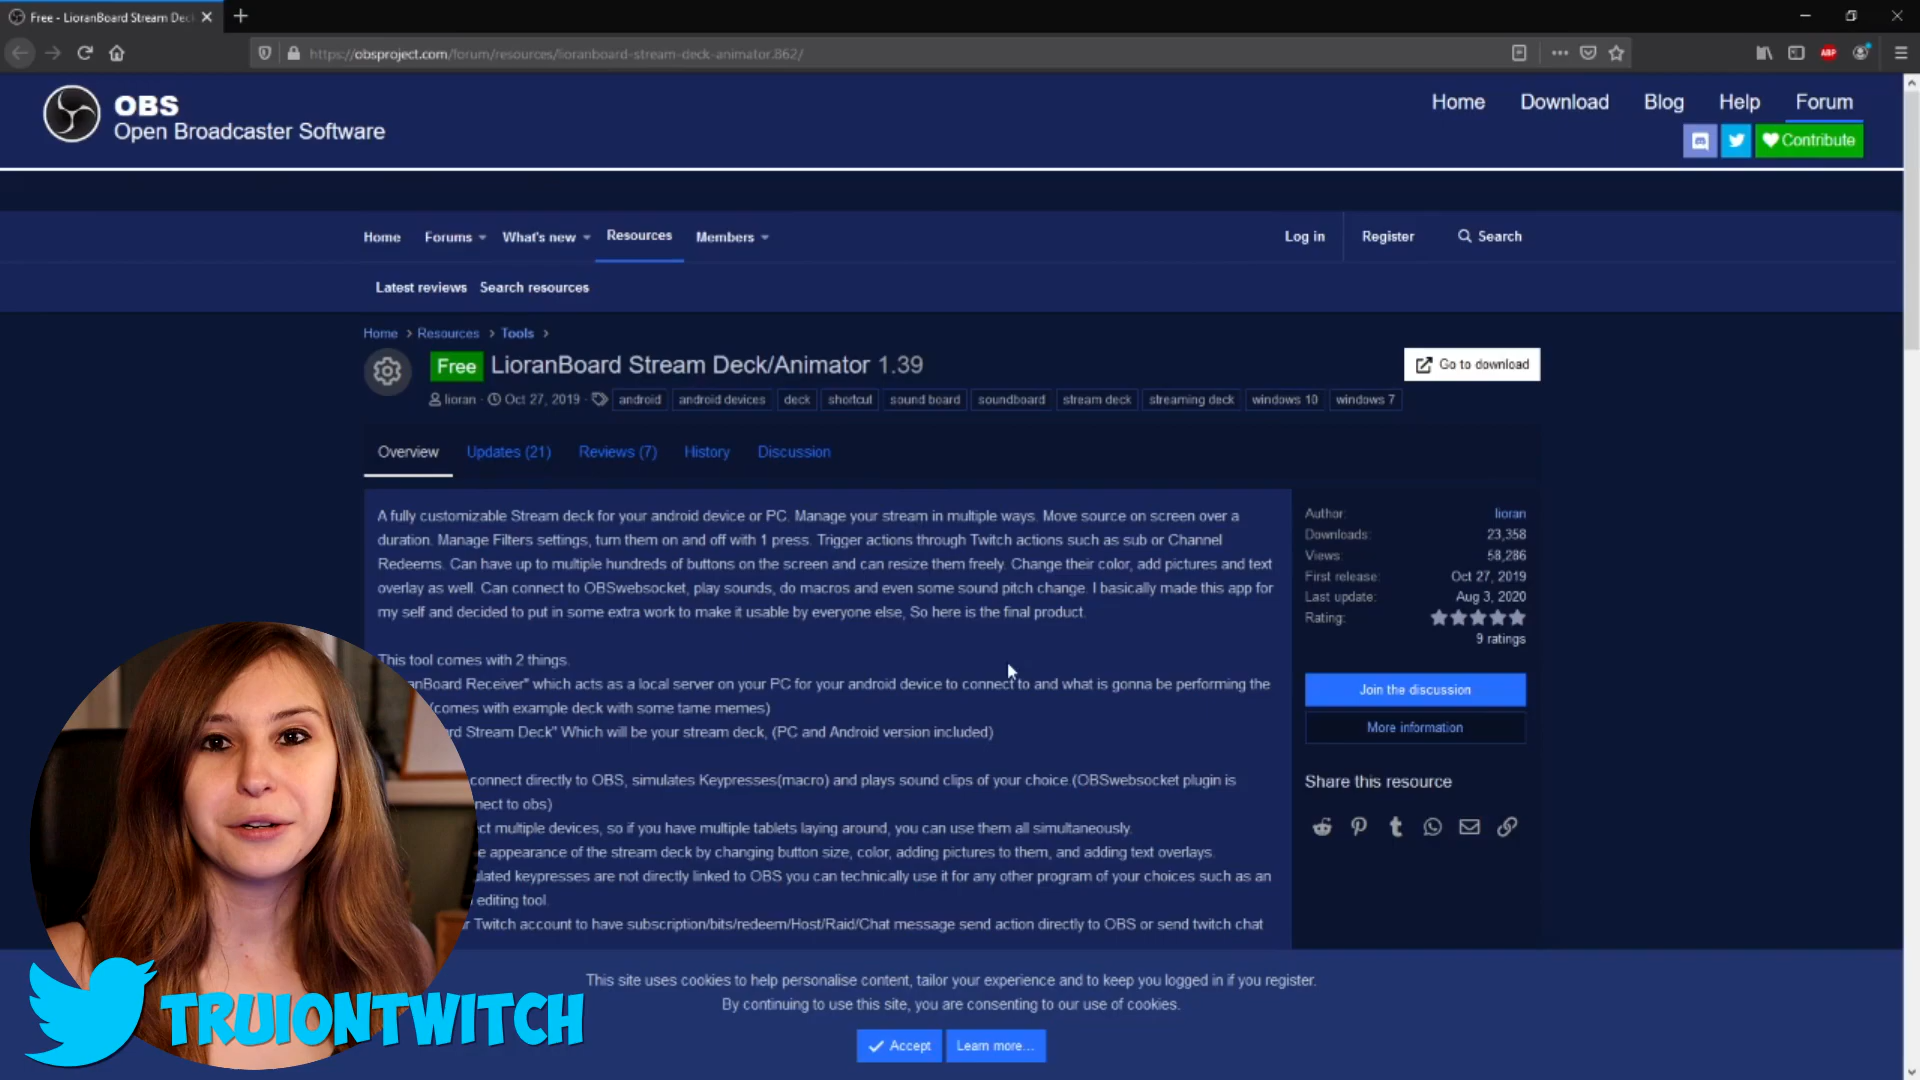 Free - LioranBoard Stream Dec
https://obsproject.com/forum/resources/lioranboard-stream-deck-animator.862/
ABP
OBS
Open Broadcaster Software
Home Download Blog Help Forum
Contribute
Home Forums What's new Resources Members Log in Register Search
Latest reviews Search resources
Home > Resources > Tools >
Free LioranBoard Stream Deck/Animator 1.39
Go to download
lioran · Oct 27, 2019 · android android devices deck shortcut sound board soundboard stream deck streaming deck windows 10 windows 7
Overview Updates (21) Reviews (7) History Discussion
A fully customizable Stream deck for your android device or PC. Manage your stream in multiple ways. Move source on screen over a
duration. Manage Filters settings, turn them on and off with 1 press. Trigger actions through Twitch actions such as sub or Channel
Redeems. Can have up to multiple hundreds of buttons on the screen and can resize them freely. Change their color, add pictures and text
overlay as well. Can connect to OBSwebsocket, play sounds, do macros and even some sound pitch change. I basically made this app for
my self and decided to put in some extra work to make it usable by everyone else, So here is the final product.
This tool comes with 2 things.
anBoard Receiver" which acts as a local server on your PC for your android device to connect to and what is gonna be performing the
(comes with example deck with some tame memes)
rd Stream Deck" Which will be your stream deck, (PC and Android version included)
connect directly to OBS, simulates Keypresses(macro) and plays sound clips of your choice (OBSwebsocket plugin is
nect to obs)
ct multiple devices, so if you have multiple tablets laying around, you can use them all simultaneously.
e appearance of the stream deck by changing button size, color, adding pictures to them, and adding text overlays.
ulated keypresses are not directly linked to OBS you can technically use it for any other program of your choices such as an
editing tool.
r Twitch account to have subscription/bits/redeem/Host/Raid/Chat message send action directly to OBS or send twitch chat
Author: lioran
Downloads: 23,358
Views: 58,286
First release: Oct 27, 2019
Last update: Aug 3, 2020
Rating:
9 ratings
Join the discussion
More information
Share this resource
This site uses cookies to help personalise content, tailor your experience and to keep you logged in if you register.
By continuing to use this site, you are consenting to our use of cookies.
Accept Learn more…
TRUIONTWITCH